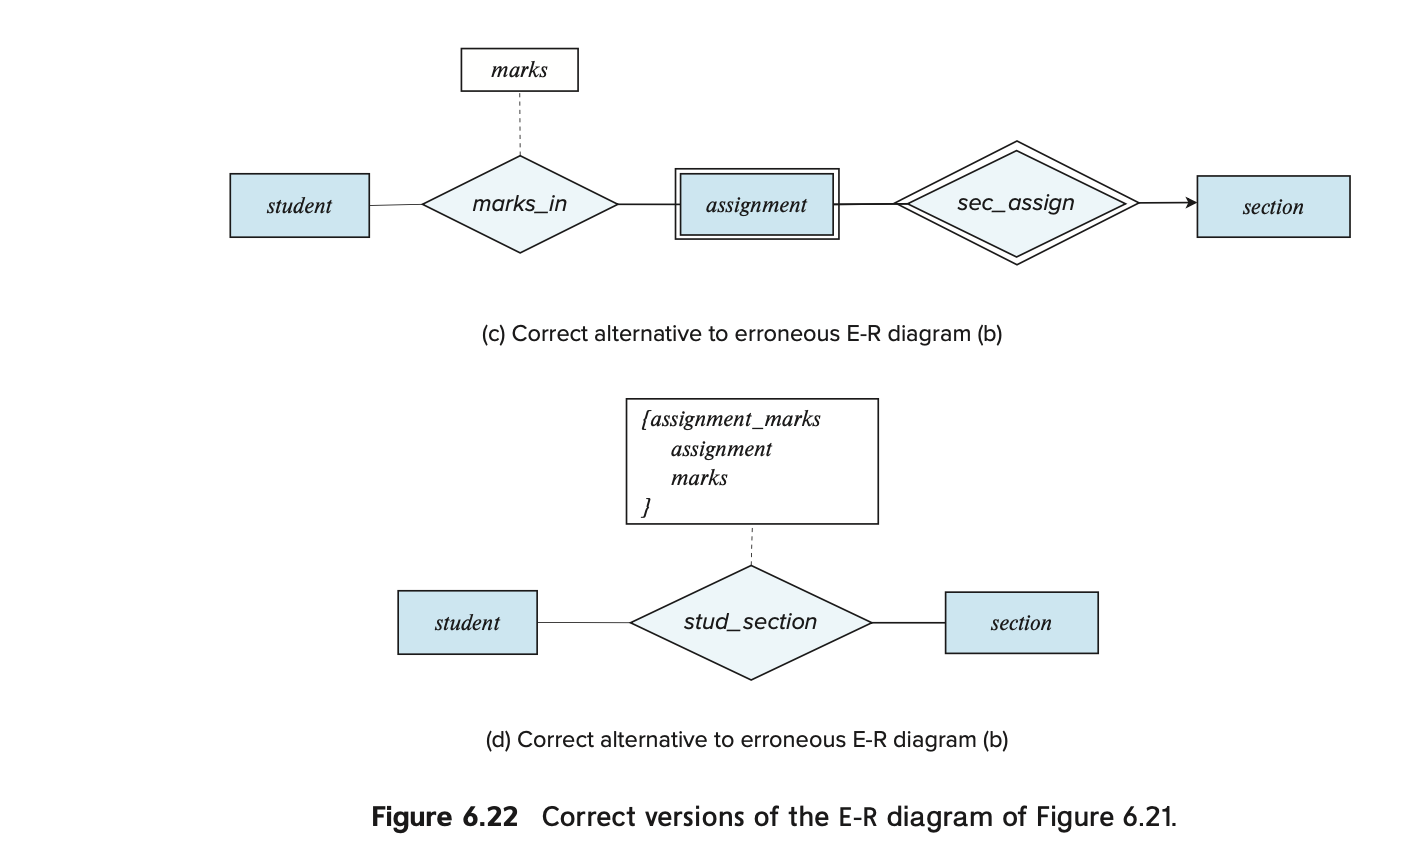 marks
student
marks_in
assignment
sec_assign
section
(c) Correct alternative to erroneous E-R diagram (b)
{assignment_marks
assignment
marks
}
student
stud_section
section
(d) Correct alternative to erroneous E-R diagram (b)
Figure 6.22 Correct versions of the E-R diagram of Figure 6.21.